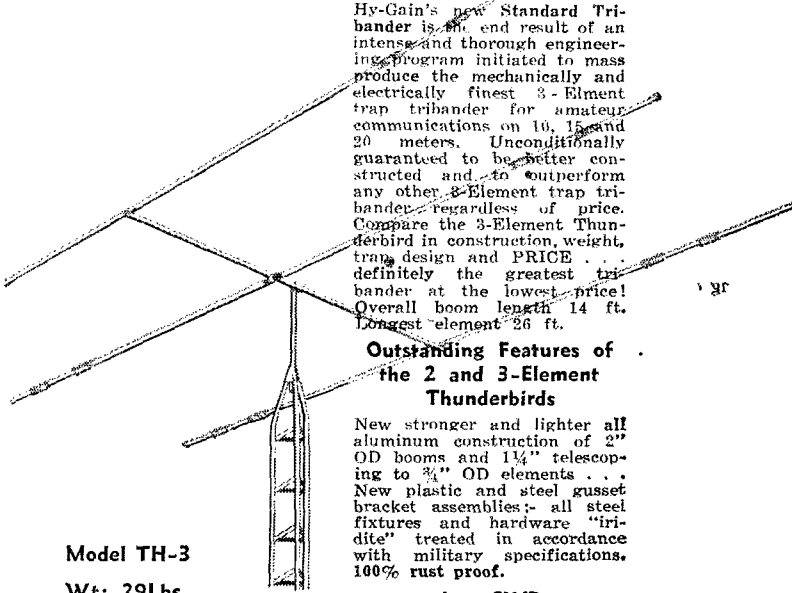 Hy-Gain's new Standard Tri-
bander is the end result of an
intense and thorough engineer-
ing program initiated to mass
produce the mechanically and
electrically finest 3 - Elment
trap tribander for amateur
communications on 10, 15 and
20 meters. Unconditionally
guaranteed to be better con-
structed and to outperform
any other 3-Element trap tri-
bander regardless of price.
Compare the 3-Element Thun-
derbird in construction, weight,
trap design and PRICE . . .
definitely the greatest tri-
bander at the lowest price!
Overall boom length 14 ft.
Longest element 26 ft.
Outstanding Features of
the 2 and 3-Element
Thunderbirds
New stronger and lighter all
aluminum construction of 2"
OD booms and 1¼" telescop-
ing to ¾" OD elements . . .
New plastic and steel gusset
bracket assemblies:- all steel
fixtures and hardware "iri-
dite" treated in accordance
with military specifications.
100% rust proof.
Model TH-3
Wt: 29Lbs